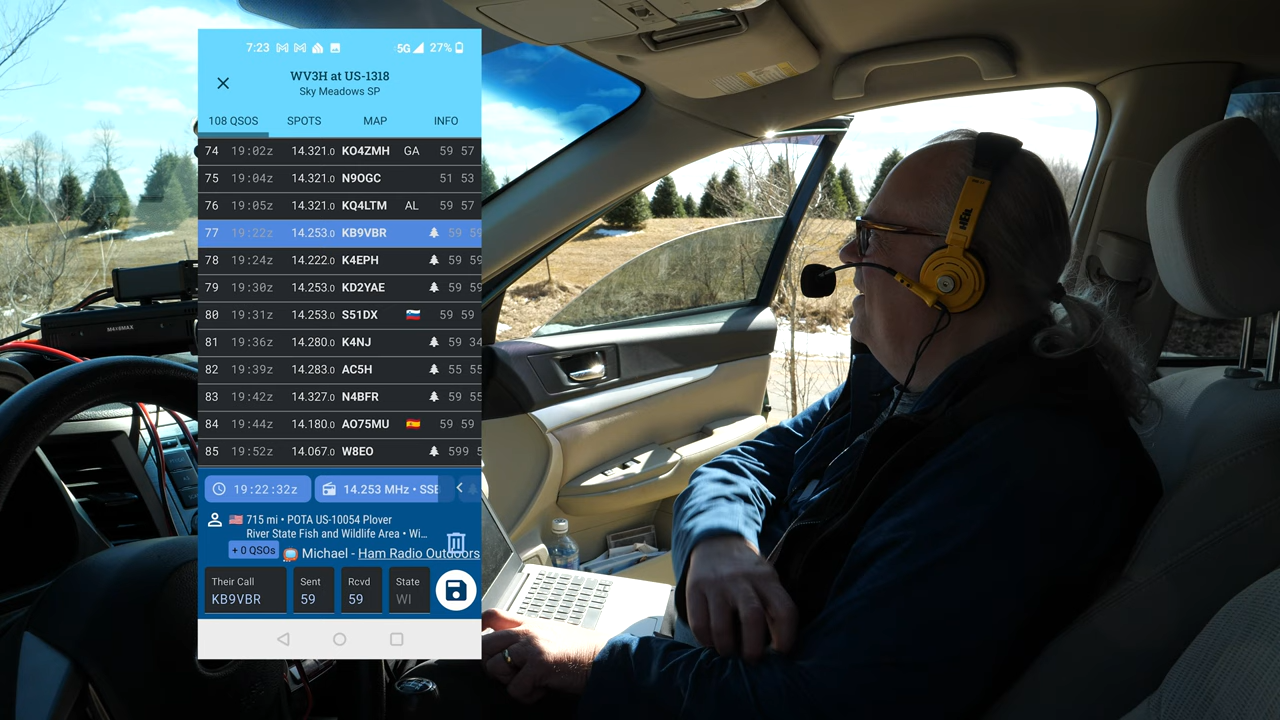 7:23 5G 27%
WV3H at US-1318
Sky Meadows SP
108 QSOS SPOTS MAP INFO
74 19:02z 14.321.0 KO4ZMH GA 59 57
75 19:04z 14.321.0 N9OGC 51 53
76 19:05z 14.321.0 KQ4LTM AL 59 57
77 19:22z 14.253.0 KB9VBR 59 59
78 19:24z 14.222.0 K4EPH 59 59
79 19:30z 14.253.0 KD2YAE 59 59
80 19:31z 14.253.0 S51DX 59 59
81 19:36z 14.280.0 K4NJ 59 34
82 19:39z 14.283.0 AC5H 55 55
83 19:42z 14.327.0 N4BFR 59 55
84 19:44z 14.180.0 AO75MU 59 59
85 19:52z 14.067.0 W8EO 599 5
19:22:32z 14.253 MHz • SSB
715 mi • POTA US-10054 Plover
River State Fish and Wildlife Area • Wi…
+ 0 QSOs Michael - Ham Radio Outdoors
Their Call Sent Rcvd State
KB9VBR 59 59 WI
HEIL